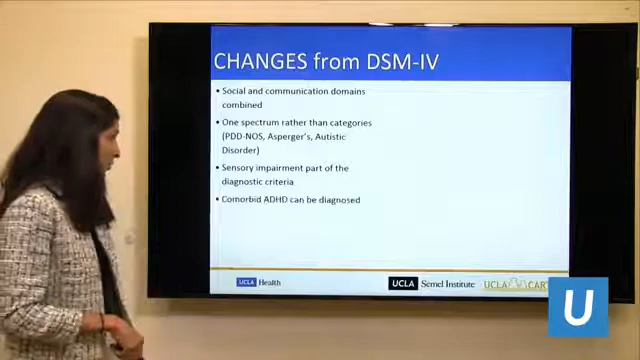 CHANGES from DSM-IV
• Social and communication domains
combined
• One spectrum rather than categories
(PDD-NOS, Asperger's, Autistic
Disorder)
• Sensory impairment part of the
diagnostic criteria
• Comorbid ADHD can be diagnosed
UCLA Health
UCLA Semel Institute
UCLA CAR
U